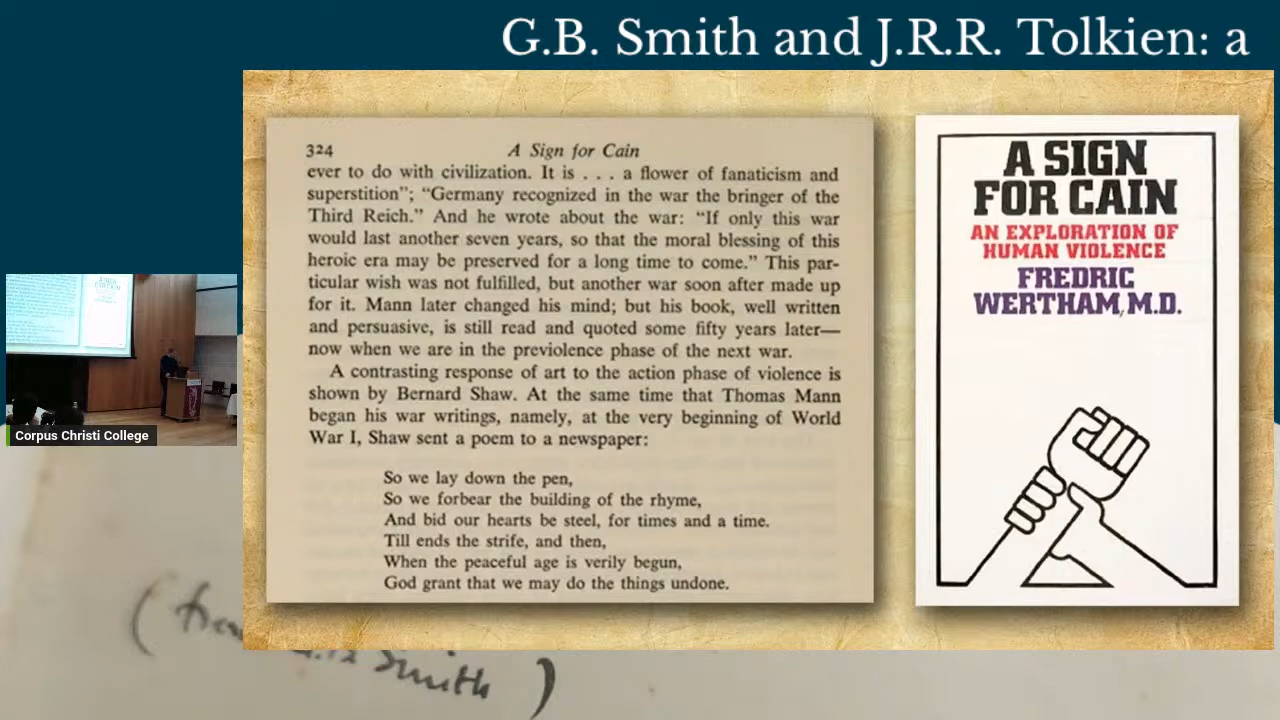 G.B. Smith and J.R.R. Tolkien: a
324 A Sign for Cain
ever to do with civilization. It is . . . a flower of fanaticism and
superstition"; "Germany recognized in the war the bringer of the
Third Reich." And he wrote about the war: "If only this war
would last another seven years, so that the moral blessing of this
heroic era may be preserved for a long time to come." This par-
ticular wish was not fulfilled, but another war soon after made up
for it. Mann later changed his mind; but his book, well written
and persuasive, is still read and quoted some fifty years later—
now when we are in the previolence phase of the next war.
A contrasting response of art to the action phase of violence is
shown by Bernard Shaw. At the same time that Thomas Mann
began his war writings, namely, at the very beginning of World
War I, Shaw sent a poem to a newspaper:
So we lay down the pen,
So we forbear the building of the rhyme,
And bid our hearts be steel, for times and a time.
Till ends the strife, and then,
When the peaceful age is verily begun,
God grant that we may do the things undone.
A SIGN
FOR CAIN
AN EXPLORATION OF
HUMAN VIOLENCE
FREDRIC
WERTHAM, M.D.
Corpus Christi College
(
Smith )